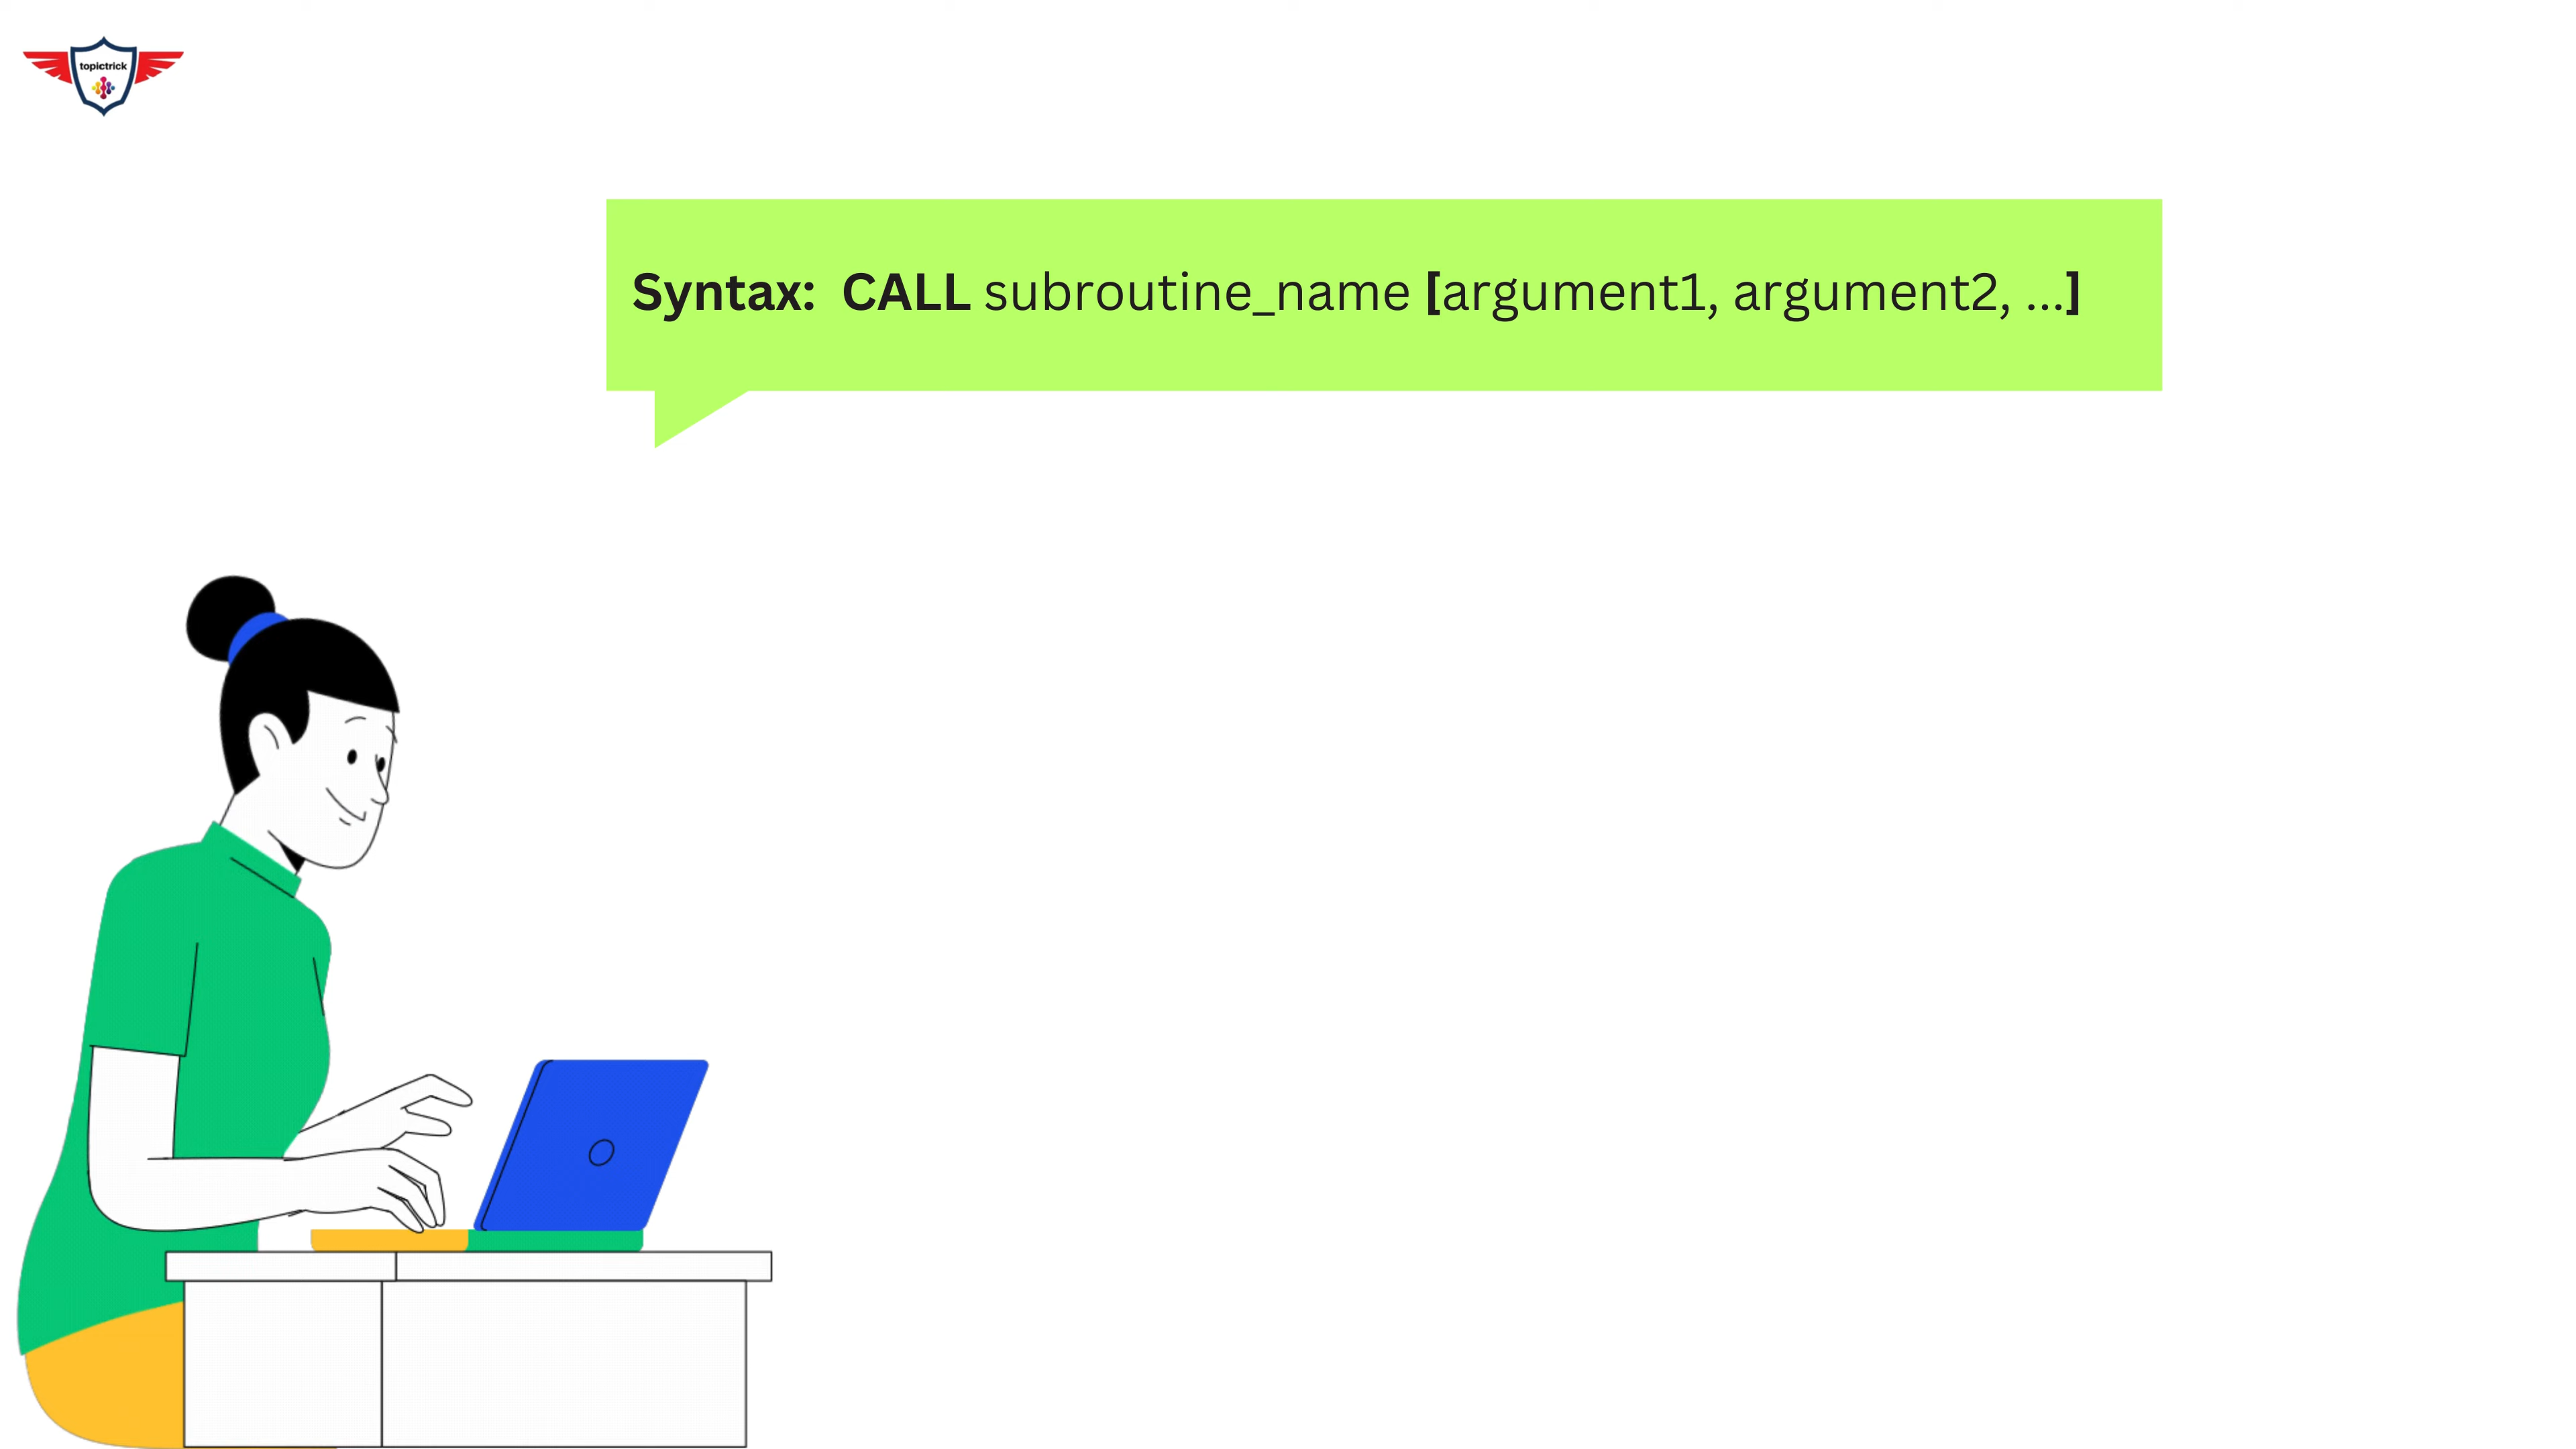 topictrick
Syntax: CALL subroutine_name [argument1, argument2, ...]